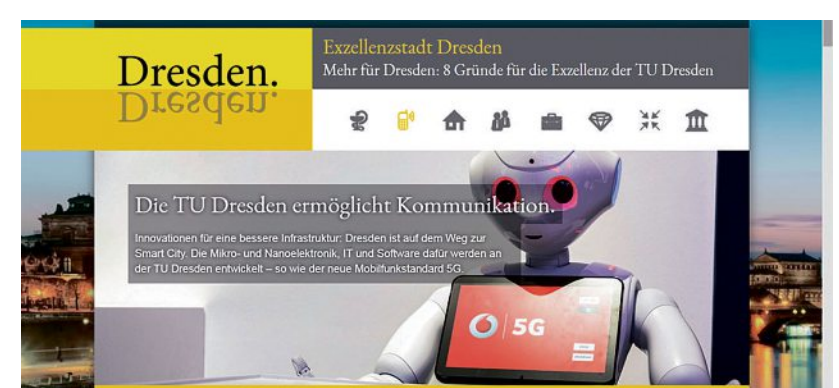 Dresden.
Dresden.
Exzellenzstadt Dresden
Mehr für Dresden: 8 Gründe für die Exzellenz der TU Dresden
Die TU Dresden ermöglicht Kommunikation.
Innovationen für eine bessere Infrastruktur: Dresden ist auf dem Weg zur
Smart City. Die Mikro- und Nanoelektronik, IT und Software dafür werden an
der TU Dresden entwickelt – so wie der neue Mobilfunkstandard 5G.
5G